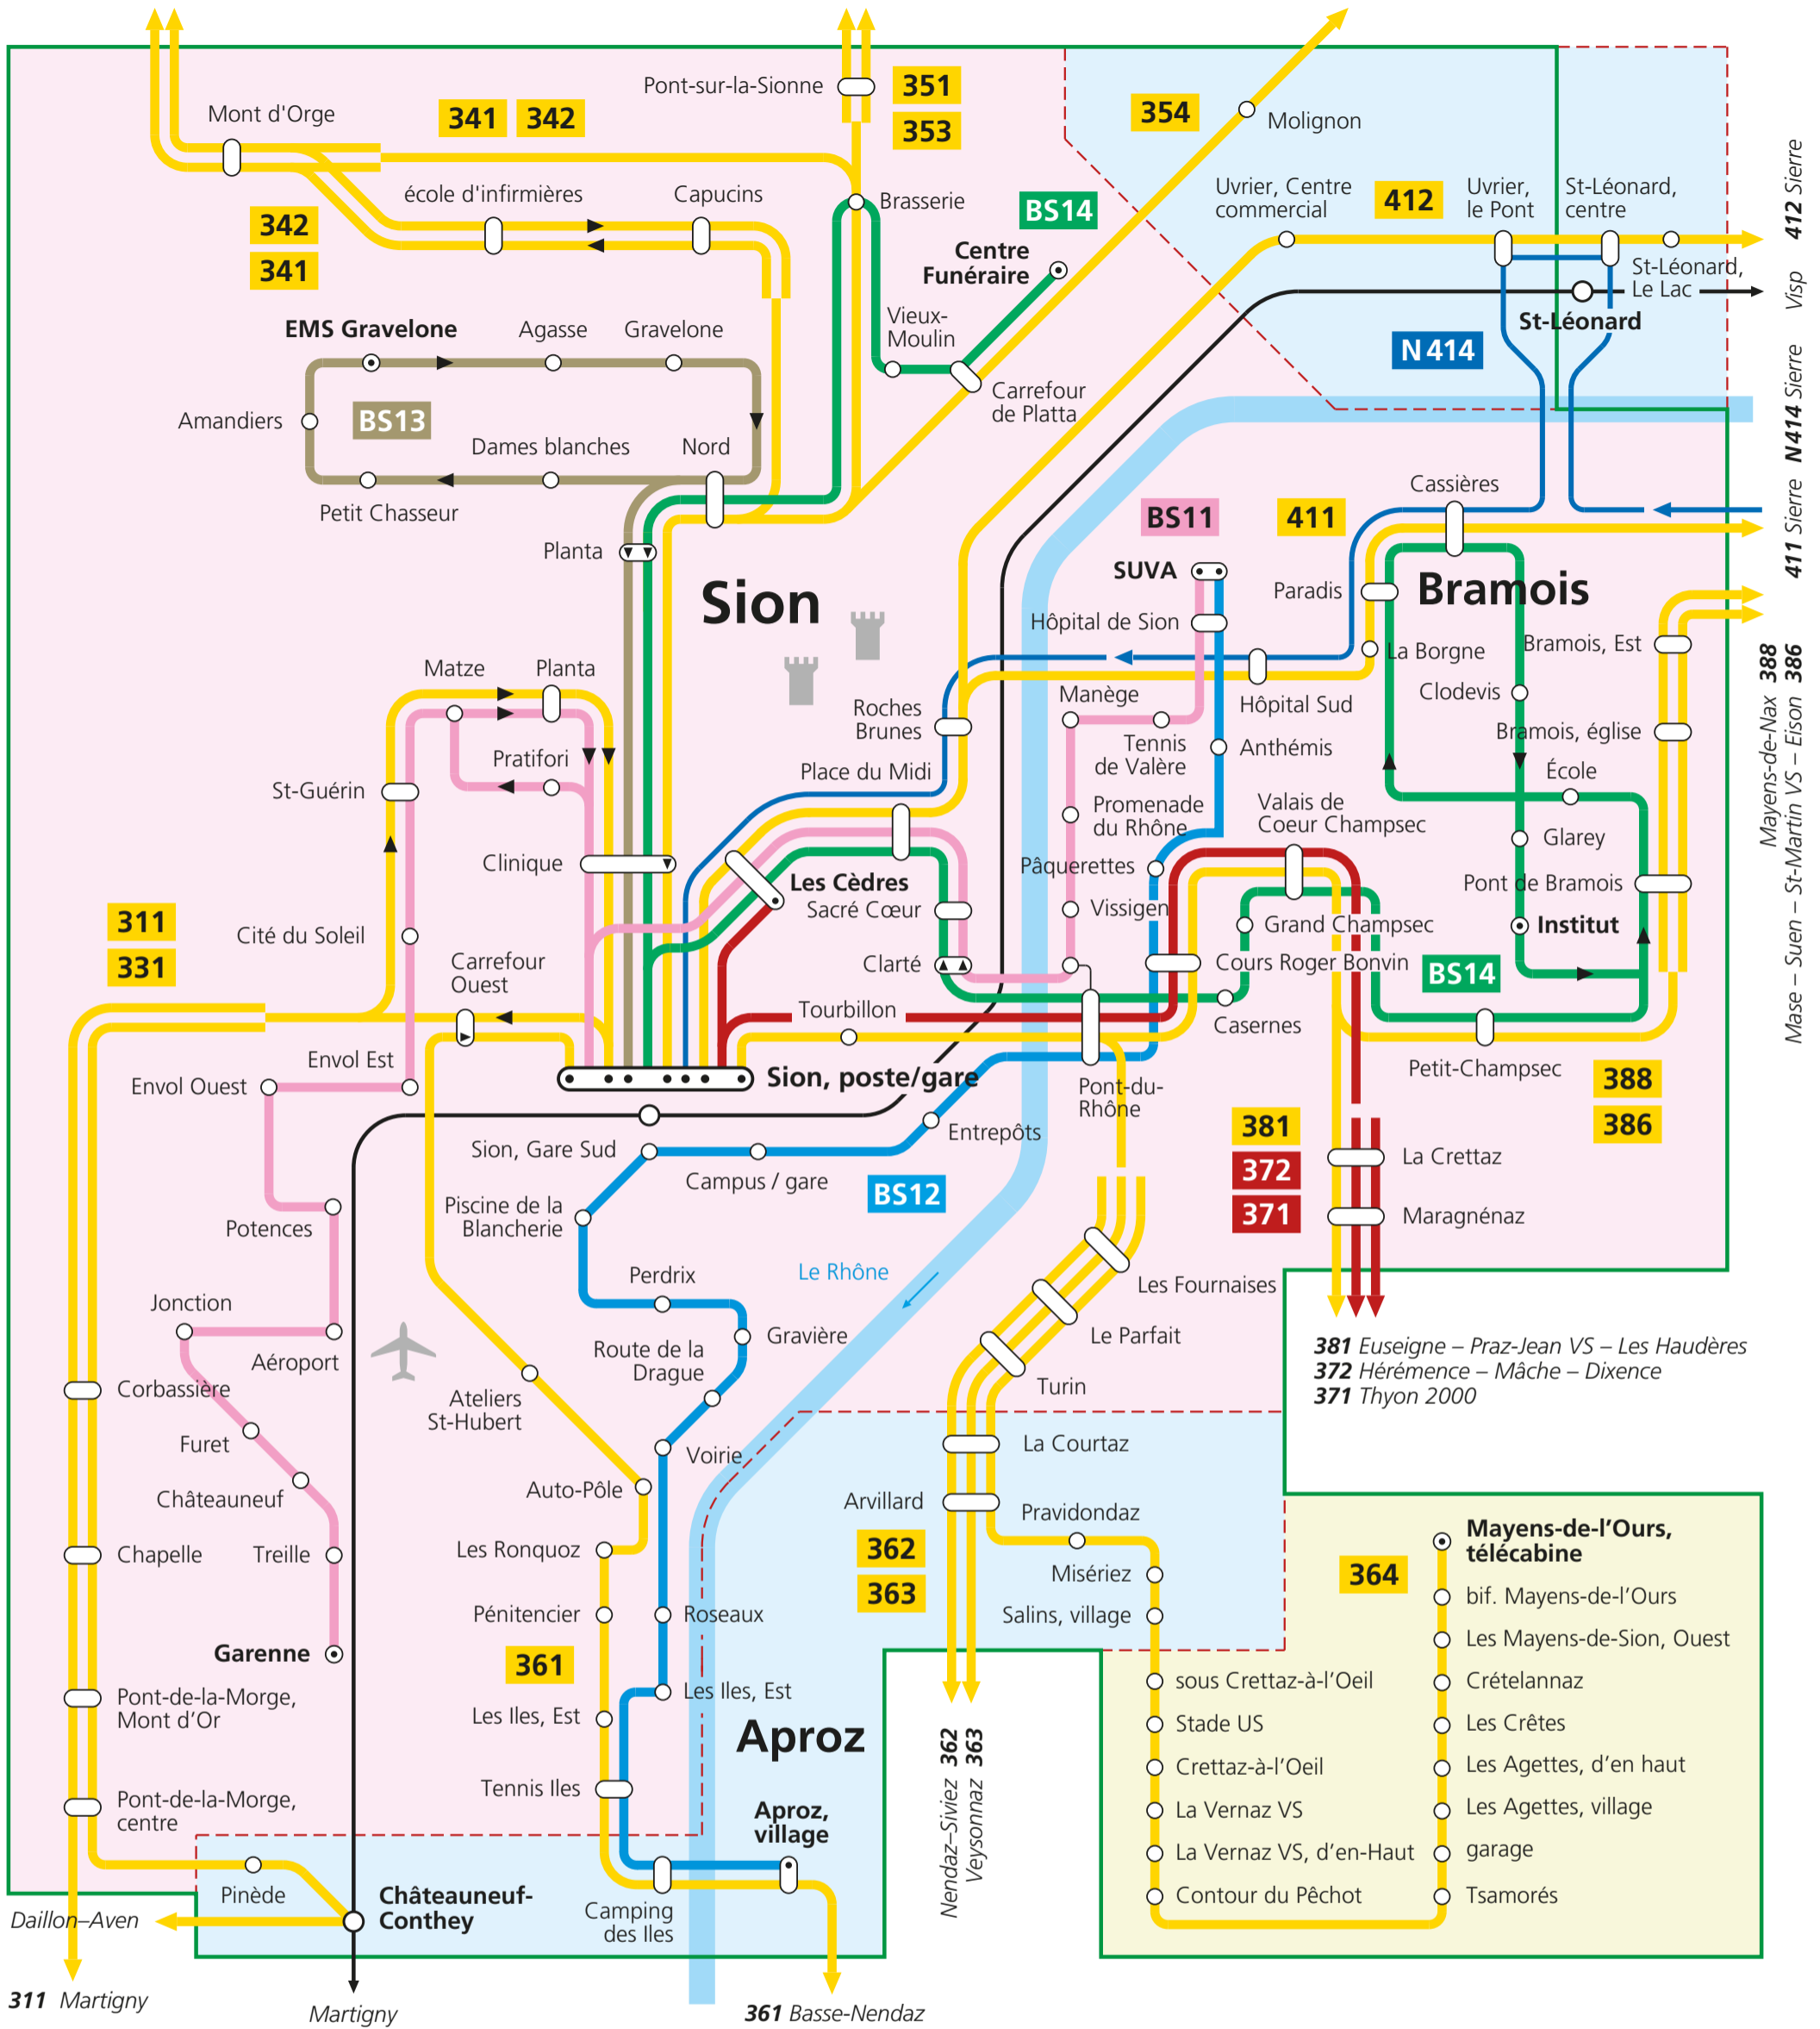 Pont-sur-la-Sionne
351
353
354
Molignon
Mont d'Orge
341
342
école d'infirmières
Capucins
342
341
Brasserie
BS14
Centre
Funéraire
Vieux-
Moulin
Carrefour
de Platta
Uvrier, Centre
commercial
412
Uvrier,
le Pont
St-Léonard,
centre
St-Léonard,
Le Lac
St-Léonard
N 414
412 Sierre
Visp
N414 Sierre
411 Sierre
Mayens-de-Nax 388
Mase – Suen – St-Martin VS – Eison 386
EMS Gravelone
Agasse
Gravelone
Amandiers
BS13
Dames blanches
Nord
Petit Chasseur
Planta
Sion
BS11
411
Cassières
SUVA
Paradis
Bramois
Hôpital de Sion
La Borgne
Bramois, Est
Matze
Planta
Manège
Hôpital Sud
Clodevis
Roches
Brunes
Bramois, église
Pratifori
Tennis
de Valère
Anthémis
St-Guérin
Place du Midi
École
Promenade
du Rhône
Valais de
Coeur Champsec
Glarey
Clinique
Pâquerettes
Les Cèdres
Pont de Bramois
Sacré Cœur
Vissigen
Grand Champsec
Institut
311
331
Cité du Soleil
Carrefour
Ouest
Clarté
Cours Roger Bonvin
BS14
Tourbillon
Casernes
Envol Est
Envol Ouest
Sion, poste/gare
Petit-Champsec
Pont-du-
Rhône
388
386
Entrepôts
381
372
371
La Crettaz
Sion, Gare Sud
Campus / gare
BS12
Piscine de la
Blancherie
Potences
Maragnénaz
Le Rhône
Perdrix
Les Fournaises
Jonction
Gravière
Aéroport
Le Parfait
Route de la
Drague
381 Euseigne – Praz-Jean VS – Les Haudères
372 Hérémence – Mâche – Dixence
371 Thyon 2000
Corbassière
Ateliers
St-Hubert
Turin
Furet
Voirie
La Courtaz
Châteauneuf
Auto-Pôle
Arvillard
Pravidondaz
Chapelle
Treille
Les Ronquoz
362
363
Misériez
364
Mayens-de-l’Ours,
télécabine
bif. Mayens-de-l’Ours
Pénitencier
Roseaux
Salins, village
Les Mayens-de-Sion, Ouest
Garenne
361
sous Crettaz-à-l’Oeil
Crételannaz
Pont-de-la-Morge,
Mont d’Or
Les Iles, Est
Les Iles, Est
Aproz
Stade US
Les Crêtes
Nendaz–Siviez 362
Veysonnaz 363
Crettaz-à-l’Oeil
Les Agettes, d’en haut
Tennis Iles
Pont-de-la-Morge,
centre
Aproz,
village
La Vernaz VS
Les Agettes, village
La Vernaz VS, d’en-Haut
garage
Pinède
Châteauneuf-
Conthey
Camping
des Iles
Contour du Pêchot
Tsamorés
Daillon–Aven
311 Martigny
Martigny
361 Basse-Nendaz